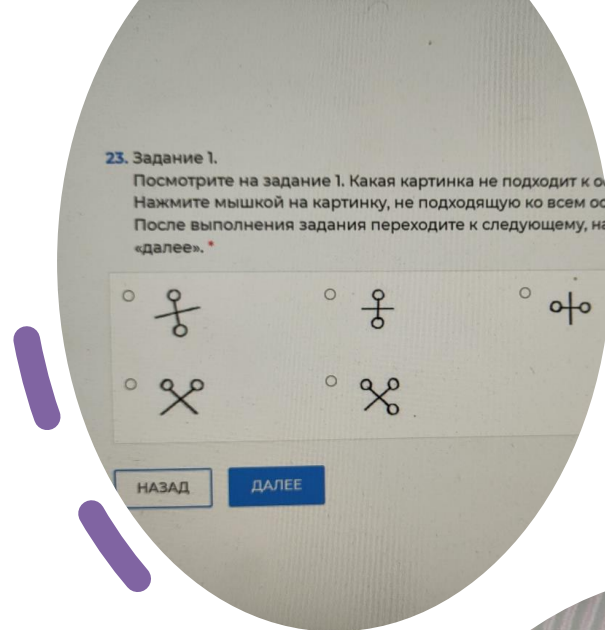 23. Задание 1.
Посмотрите на задание 1. Какая картинка не подходит к
Нажмите мышкой на картинку, не подходящую ко всем
После выполнения задания переходите к следующему,
«далее». *
НАЗАД
ДАЛЕЕ